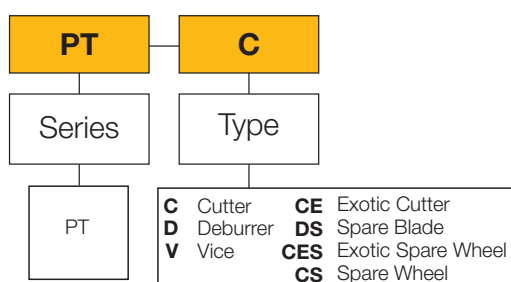 PT C
Series Type
PT
C Cutter CE Exotic Cutter
D Deburrer DS Spare Blade
V Vice CES Exotic Spare Wheel
CS Spare Wheel